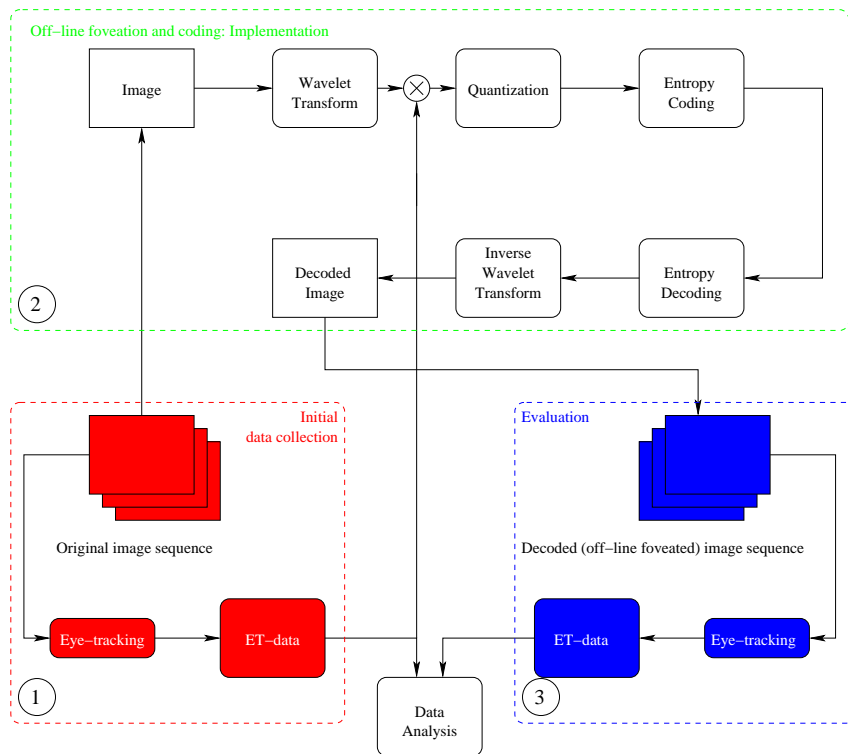 Off−line foveation and coding: Implementation
Image
Wavelet
Transform
Quantization
Entropy
Coding
Decoded
Image
Inverse
Wavelet
Transform
Entropy
Decoding
2
Initial
data collection
Original image sequence
Eye−tracking
ET−data
1
Evaluation
Decoded (off−line foveated) image sequence
ET−data
Eye−tracking
3
Data
Analysis